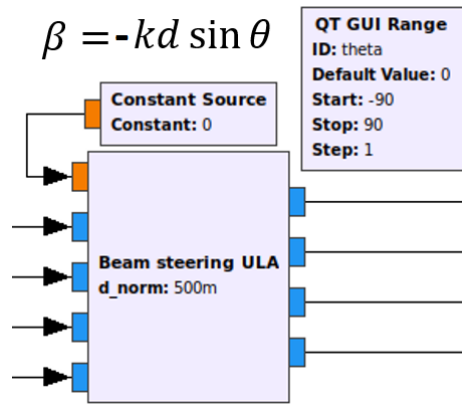 β = -kd sin θ
QT GUI Range
ID: theta
Default Value: 0
Start: -90
Stop: 90
Step: 1
Constant Source
Constant: 0
Beam steering ULA
d_norm: 500m